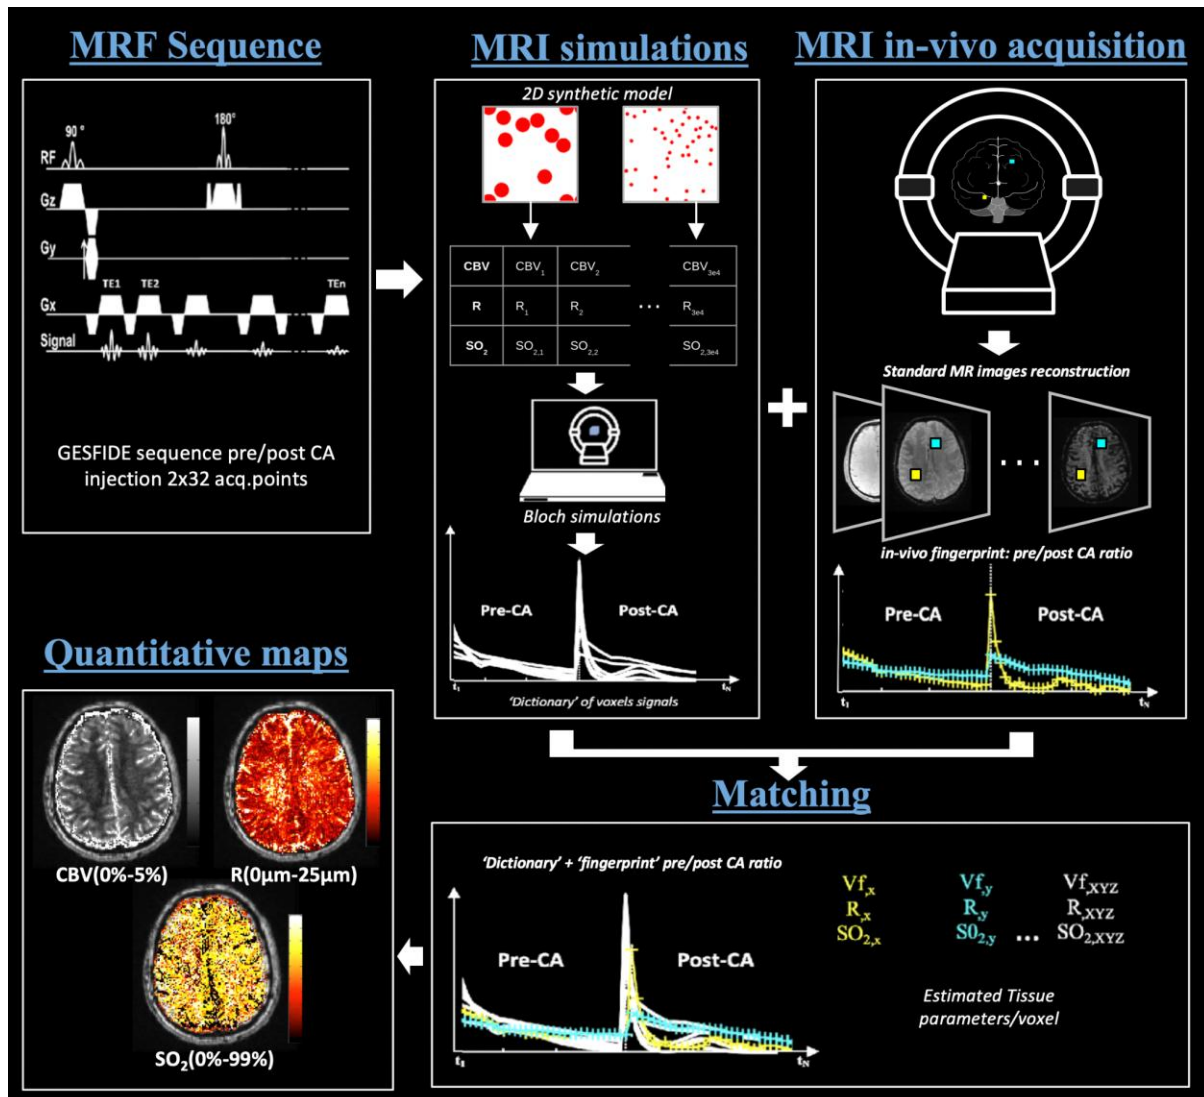 MRF Sequence
90 °
180°
RF
Gz
Gy
TE1 TE2 TEn
Gx
Signal
GESFIDE sequence pre/post CA
injection 2x32 acq.points
MRI simulations
2D synthetic model
CBV CBV1 CBV2 CBV3e4
R R1 R2 ... R3e4
SO2 SO2,1 SO2,2 SO2,3e4
Bloch simulations
Pre-CA Post-CA
t1 tN
'Dictionary' of voxels signals
MRI in-vivo acquisition
Standard MR images reconstruction
...
in-vivo fingerprint: pre/post CA ratio
Pre-CA Post-CA
t1 tN
Matching
'Dictionary' + 'fingerprint' pre/post CA ratio
Pre-CA Post-CA
t1 tN
Vf,x Vf,y Vf,XYZ
R,x R,y R,XYZ
SO2,x S02,y ... SO2,XYZ
Estimated Tissue
parameters/voxel
Quantitative maps
CBV(0%-5%) R(0μm-25μm)
SO2(0%-99%)